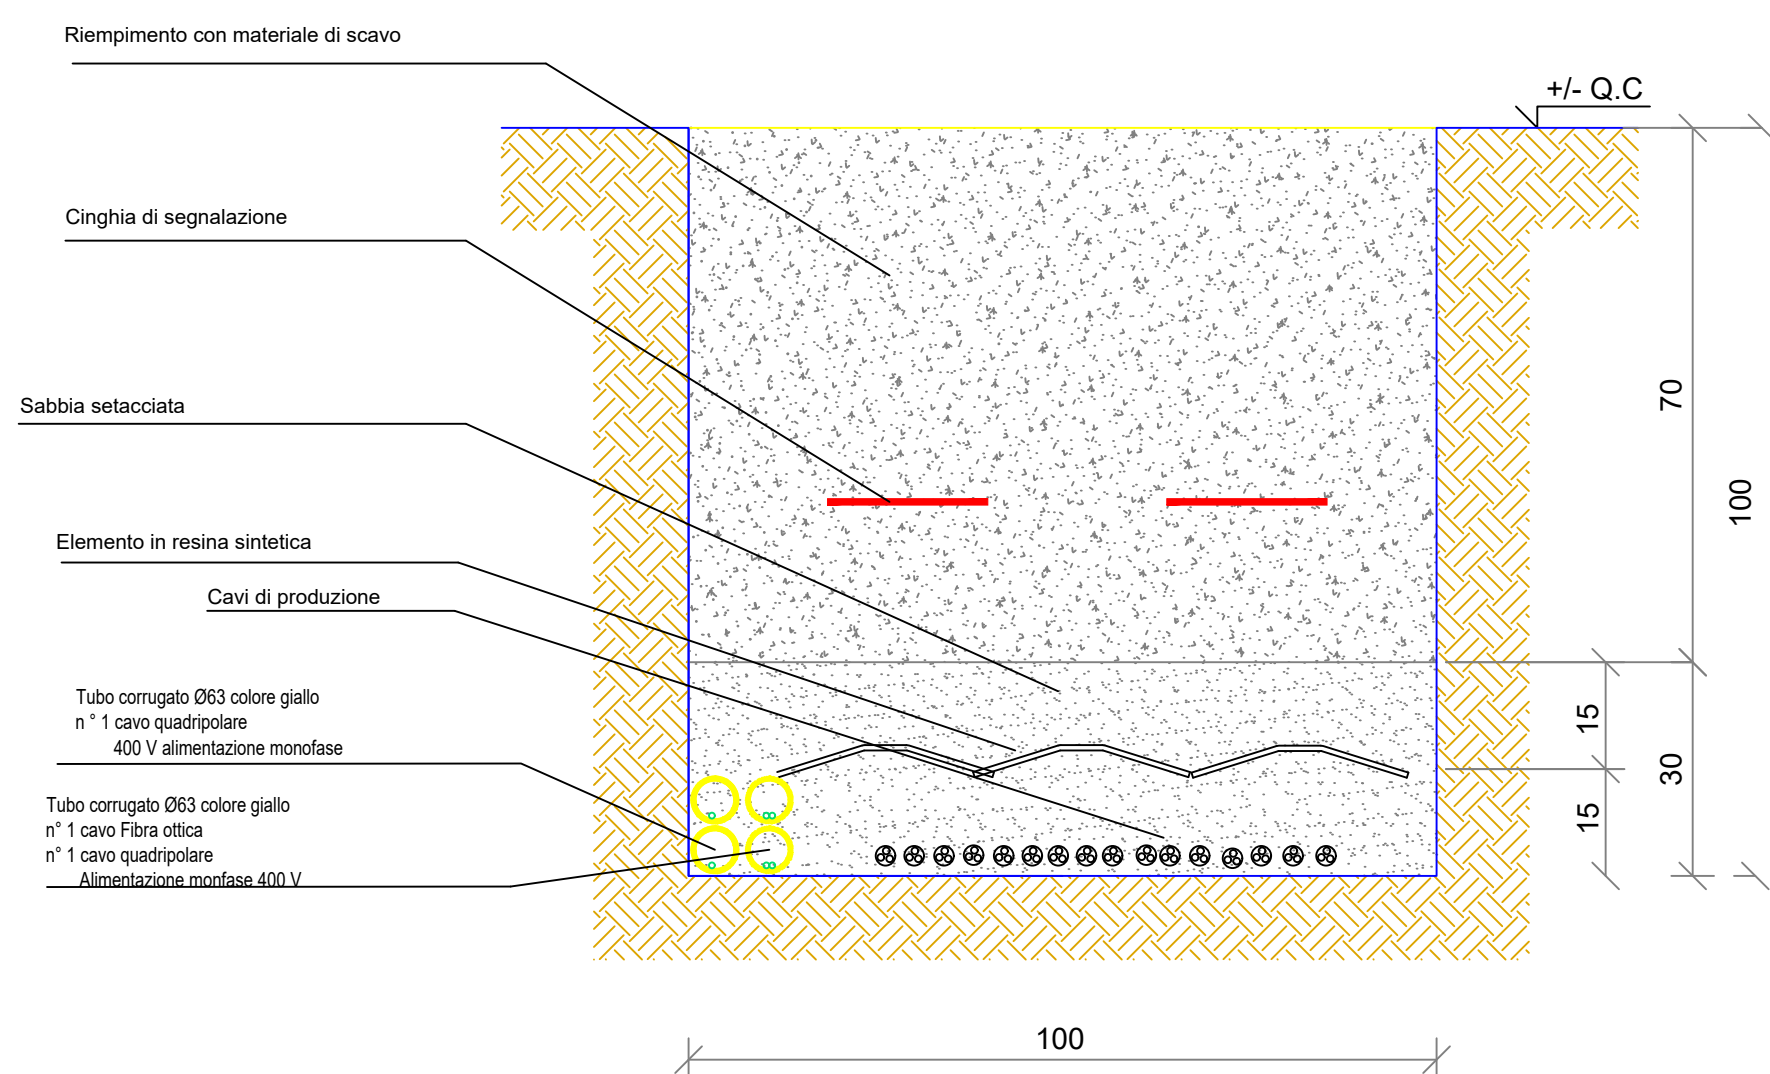 Riempimento con materiale di scavo
+/- Q.C
Cinghia di segnalazione
70
Sabbia setacciata
100
Elemento in resina sintetica
Cavi di produzione
Tubo corrugato Ø63 colore giallo
n ° 1 cavo quadripolare
400 V alimentazione monofase
15
30
Tubo corrugato Ø63 colore giallo
n° 1 cavo Fibra ottica
n° 1 cavo quadripolare
Alimentazione monfase 400 V
15
100